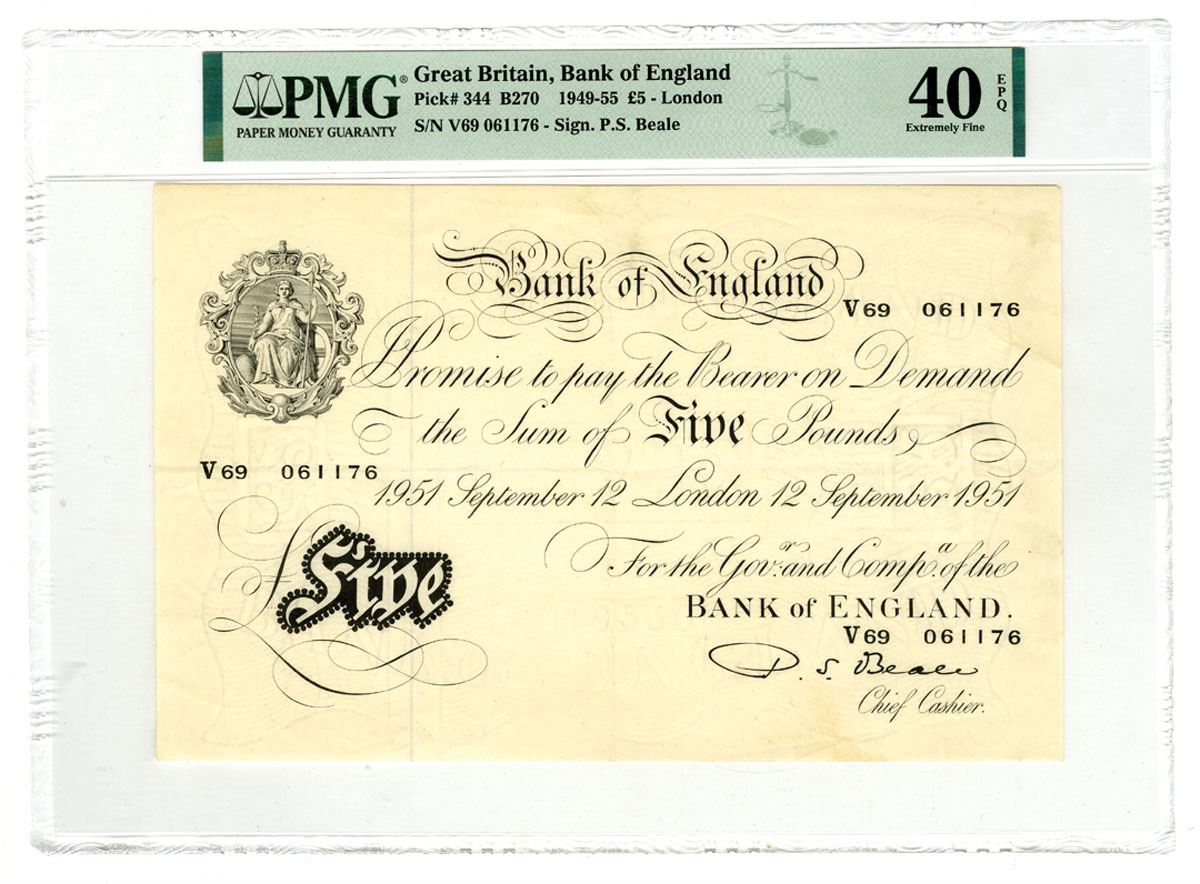 PMG®
PAPER MONEY GUARANTY
Great Britain, Bank of England
Pick# 344 B270 1949-55 £5 - London
S/N V69 061176 - Sign. P.S. Beale
40 EPQ
Extremely Fine
Bank of England
V69 061176
I Promise to pay the Bearer on Demand
the Sum of Five Pounds
V69 061176
1951 September 12 London 12 September 1951
£Five
For the Govr. and Compa. of the
BANK of ENGLAND.
V69 061176
P. S. Beale
Chief Cashier.